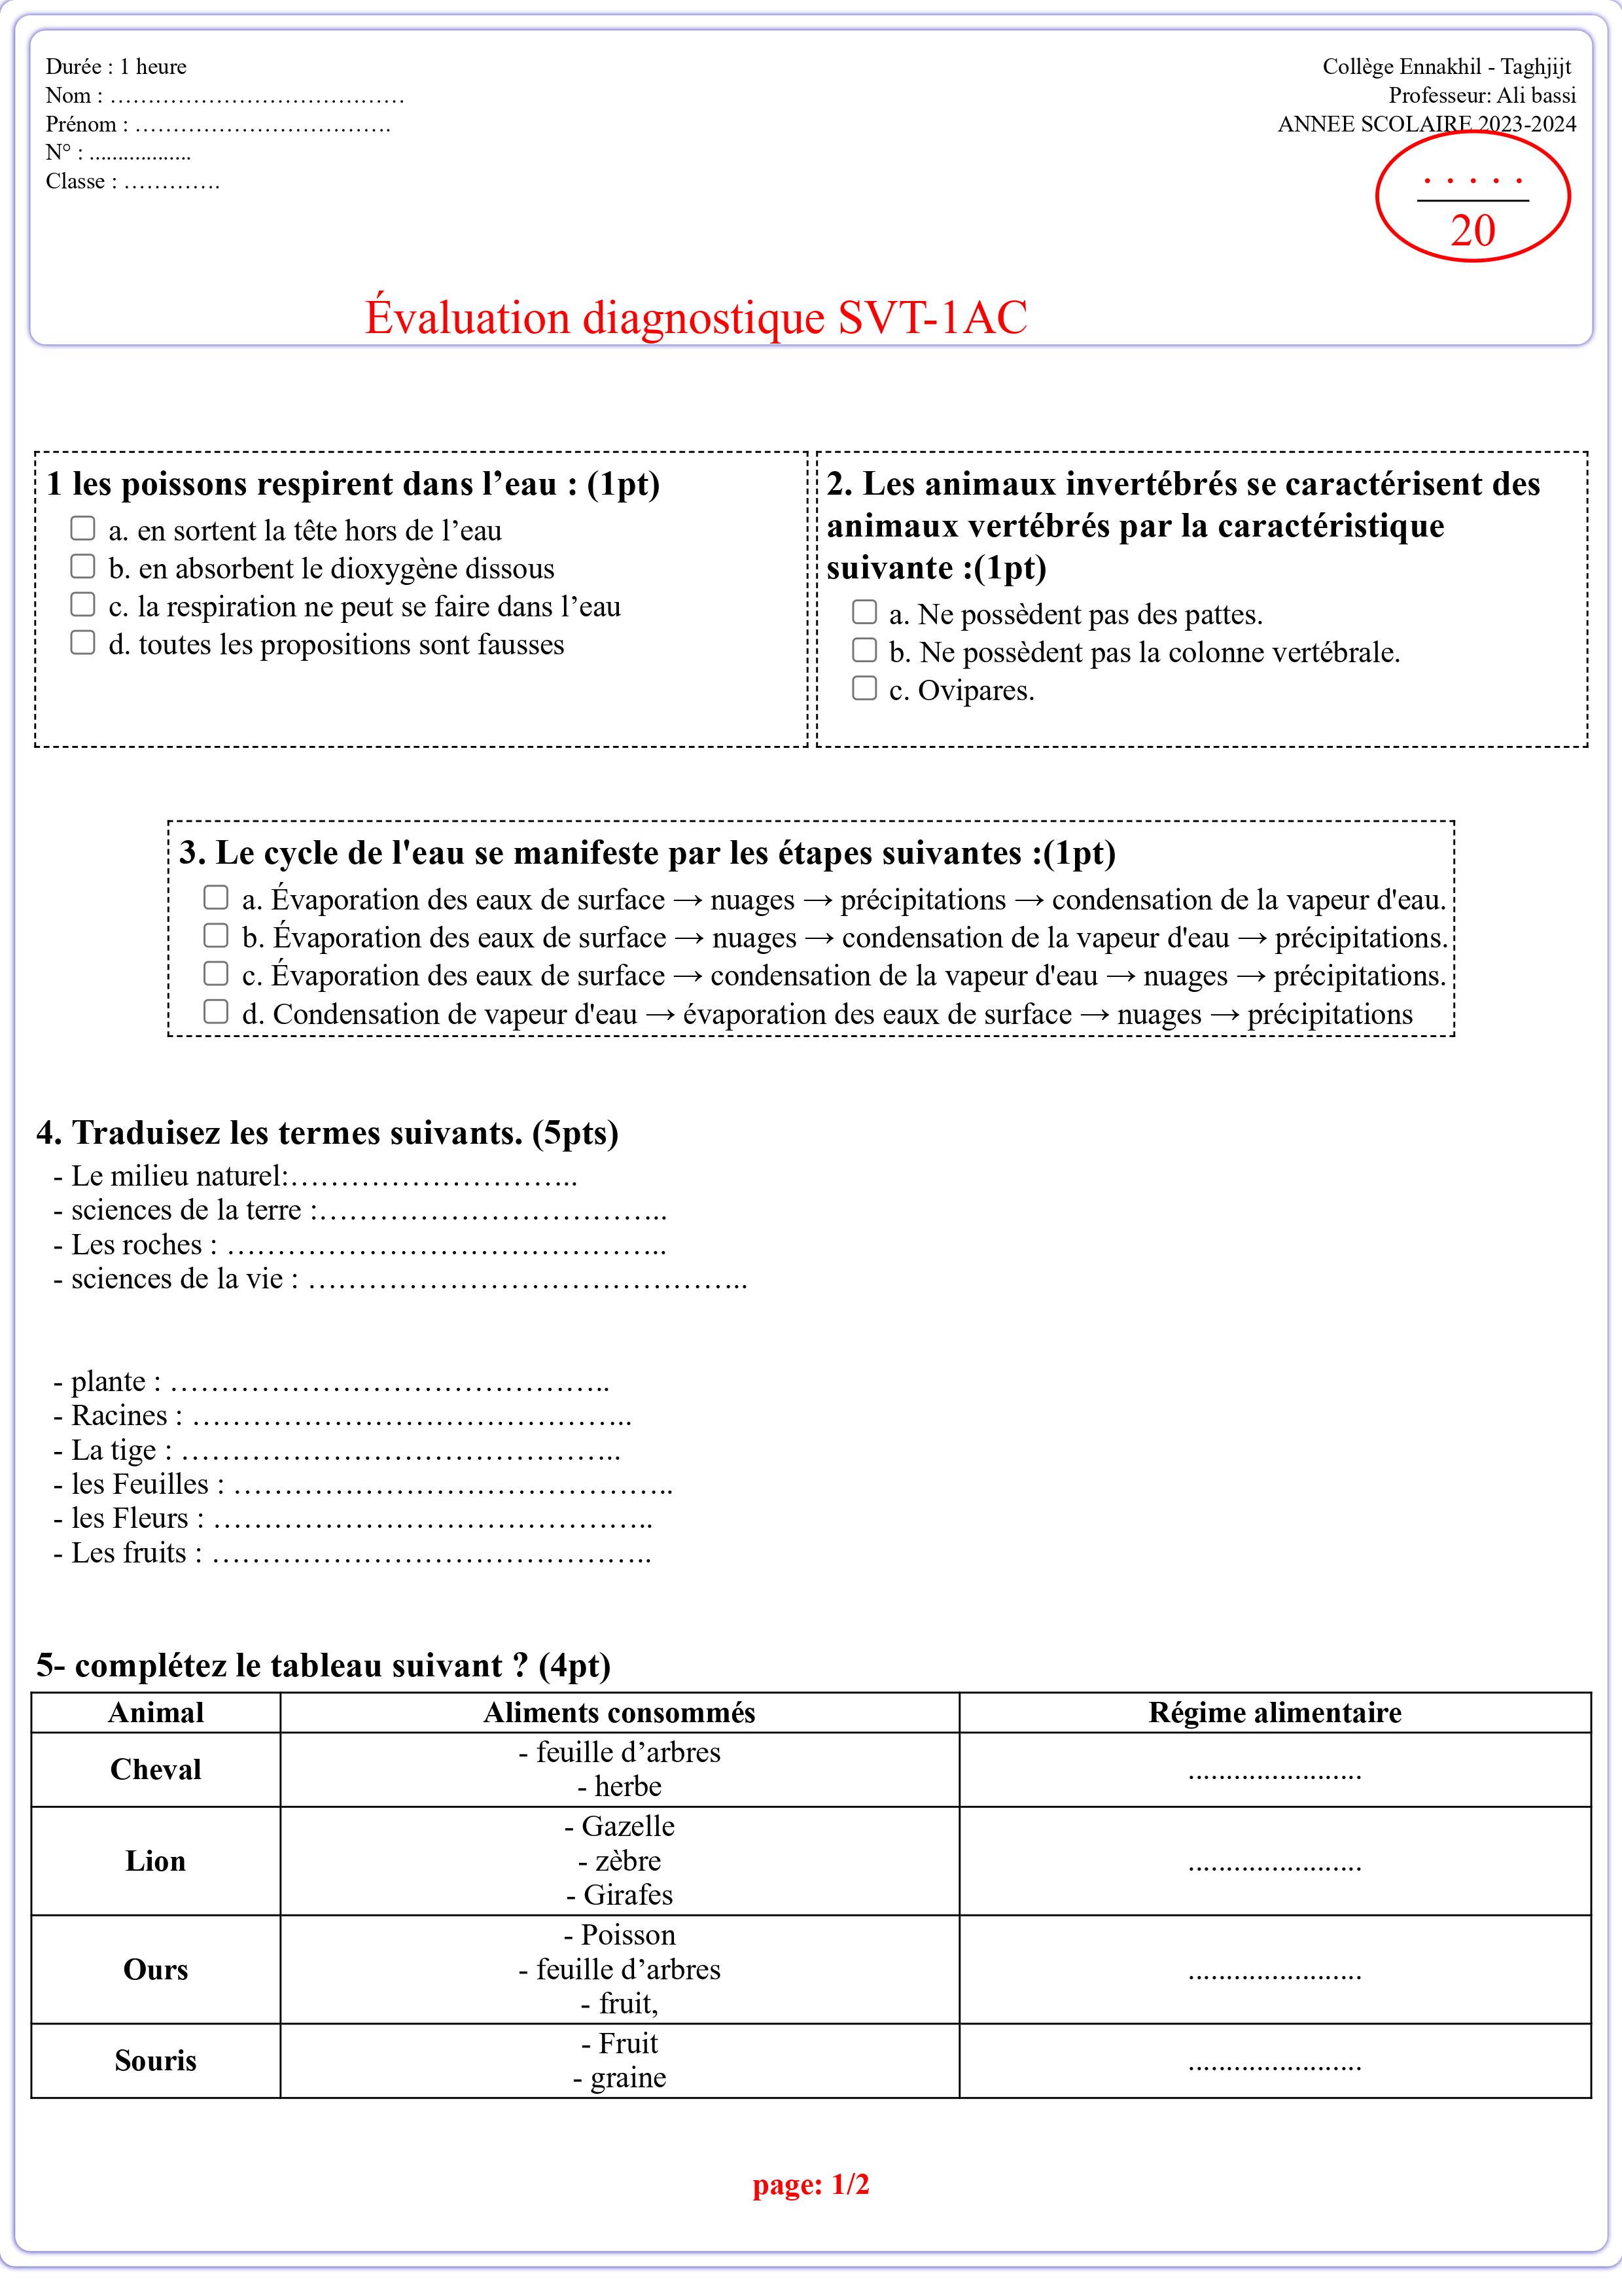 Durée : 1 heure
Nom : …………………………………
Prénom : …………………………….
N° : ..................
Classe : ………….
Collège Ennakhil - Taghjijt
Professeur: Ali bassi
ANNEE SCOLAIRE 2023-2024
. . . . .
20
Évaluation diagnostique SVT-1AC
1 les poissons respirent dans l’eau : (1pt)
a. en sortent la tête hors de l’eau
b. en absorbent le dioxygène dissous
c. la respiration ne peut se faire dans l’eau
d. toutes les propositions sont fausses
2. Les animaux invertébrés se caractérisent des
animaux vertébrés par la caractéristique
suivante :(1pt)
a. Ne possèdent pas des pattes.
b. Ne possèdent pas la colonne vertébrale.
c. Ovipares.
3. Le cycle de l'eau se manifeste par les étapes suivantes :(1pt)
a. Évaporation des eaux de surface → nuages → précipitations → condensation de la vapeur d'eau.
b. Évaporation des eaux de surface → nuages → condensation de la vapeur d'eau → précipitations.
c. Évaporation des eaux de surface → condensation de la vapeur d'eau → nuages → précipitations.
d. Condensation de vapeur d'eau → évaporation des eaux de surface → nuages → précipitations
4. Traduisez les termes suivants. (5pts)
- Le milieu naturel:………………………..
- sciences de la terre :……………………………..
- Les roches : ……………………………………..
- sciences de la vie : ……………………………………..
- plante : ……………………………………..
- Racines : ……………………………………..
- La tige : ……………………………………..
- les Feuilles : ……………………………………..
- les Fleurs : ……………………………………..
- Les fruits : ……………………………………..
5- complétez le tableau suivant ? (4pt)
Animal
Aliments consommés
Régime alimentaire
Cheval
- feuille d’arbres
- herbe
.......................
Lion
- Gazelle
- zèbre
- Girafes
.......................
Ours
- Poisson
- feuille d’arbres
- fruit,
.......................
Souris
- Fruit
- graine
.......................
page: 1/2